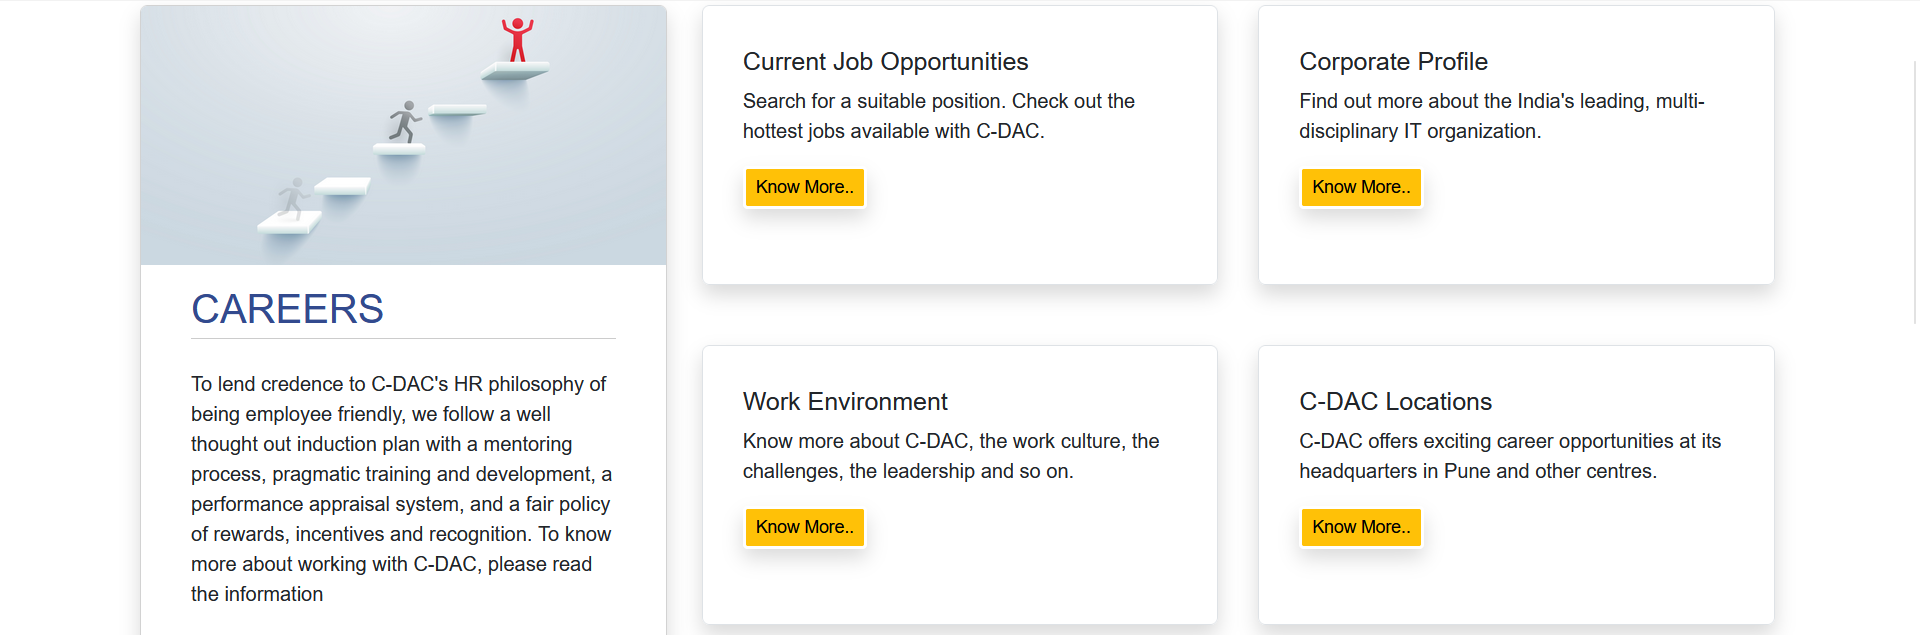 CAREERS
To lend credence to C-DAC's HR philosophy of
being employee friendly, we follow a well
thought out induction plan with a mentoring
process, pragmatic training and development, a
performance appraisal system, and a fair policy
of rewards, incentives and recognition. To know
more about working with C-DAC, please read
the information
Current Job Opportunities
Search for a suitable position. Check out the
hottest jobs available with C-DAC.
Know More..
Corporate Profile
Find out more about the India's leading, multi-
disciplinary IT organization.
Know More..
Work Environment
Know more about C-DAC, the work culture, the
challenges, the leadership and so on.
Know More..
C-DAC Locations
C-DAC offers exciting career opportunities at its
headquarters in Pune and other centres.
Know More..